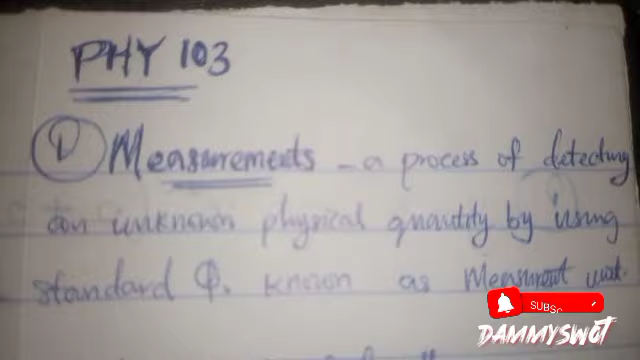 PHY 103
① Measurements - a process of detecting
an unknown physical quantity by using
standard Q. known as Measurmt unit.
SUBSC
DAMMYSWOT